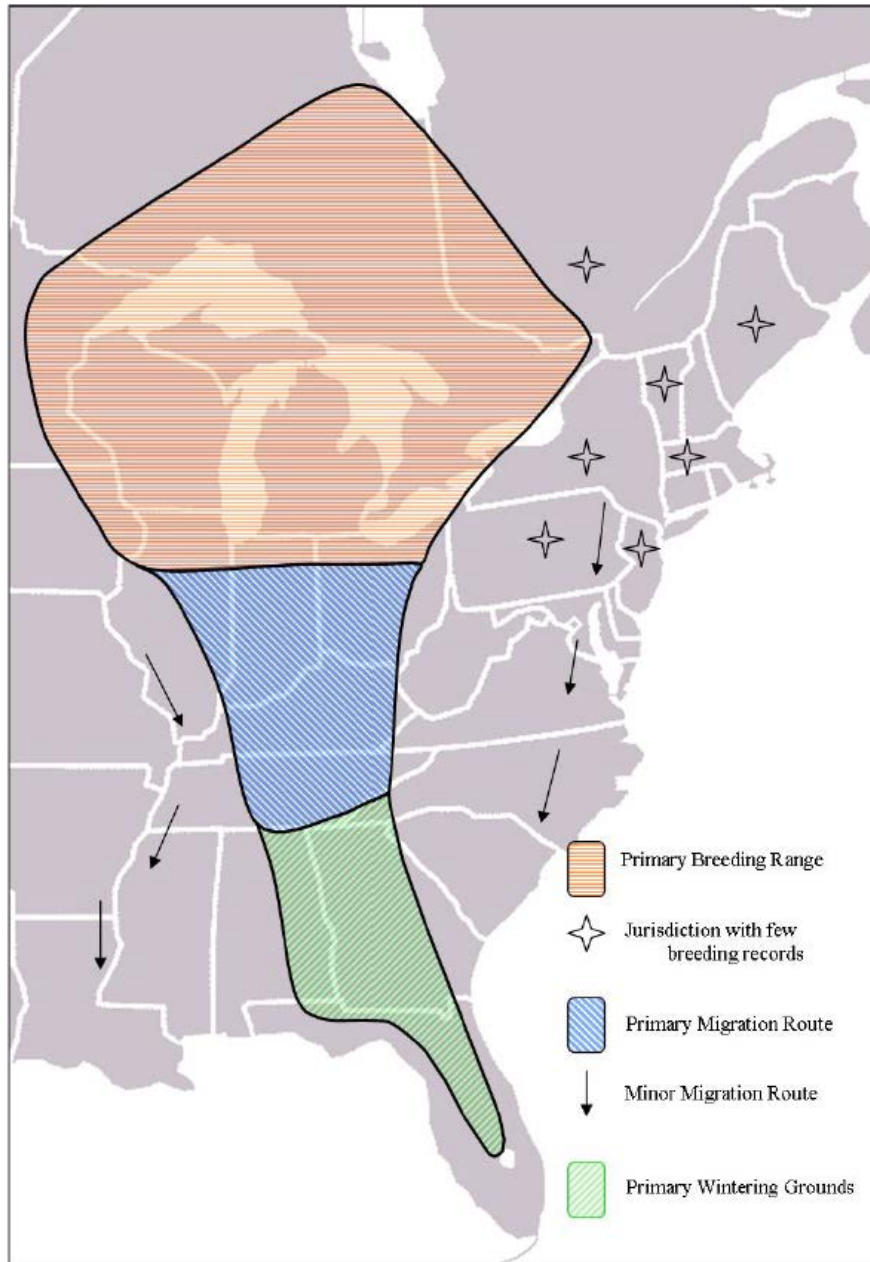 Primary Breeding Range
Jurisdiction with few
breeding records
Primary Migration Route
Minor Migration Route
Primary Wintering Grounds